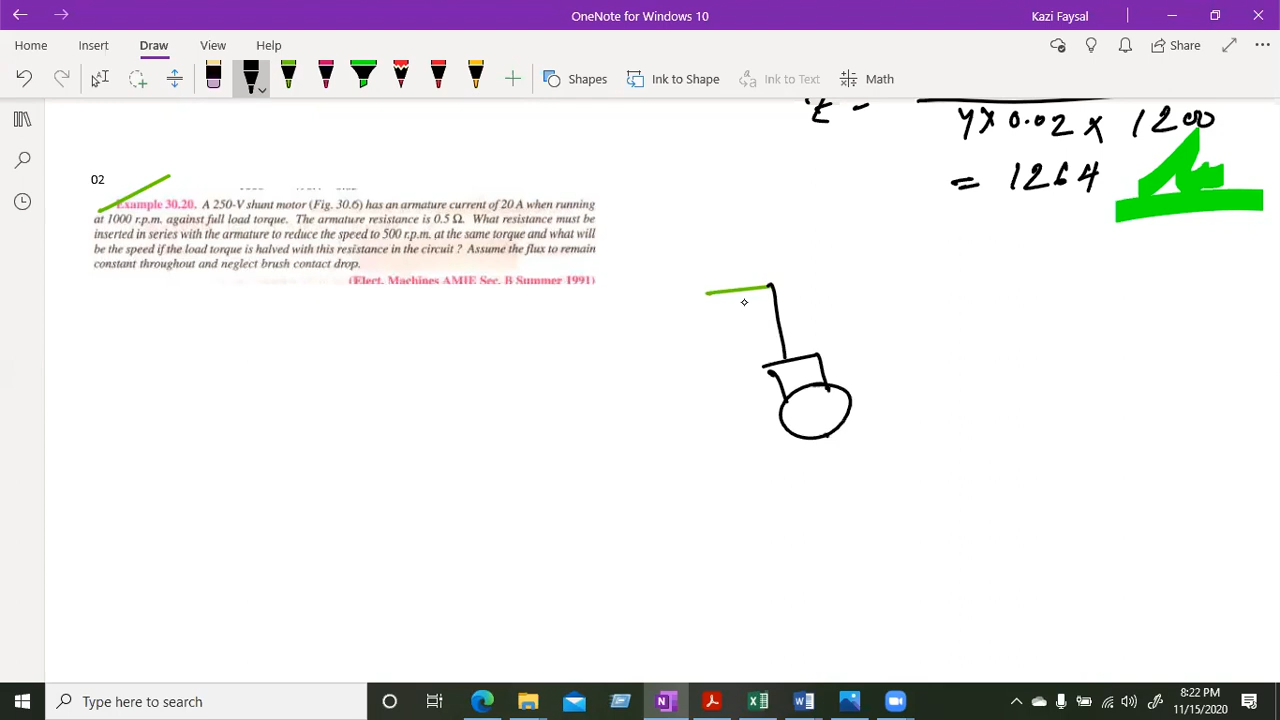 OneNote for Windows 10
Kazi Faysal
Home Insert Draw View Help
Share
Shapes Ink to Shape Ink to Text Math
4 x 0.02 x 1200
= 1264
02
Example 30.20. A 250-V shunt motor (Fig. 30.6) has an armature current of 20 A when running
at 1000 r.p.m. against full load torque. The armature resistance is 0.5 Ω. What resistance must be
inserted in series with the armature to reduce the speed to 500 r.p.m. at the same torque and what will
be the speed if the load torque is halved with this resistance in the circuit ? Assume the flux to remain
constant throughout and neglect brush contact drop.
(Elect. Machines AMIE Sec. B Summer 1991)
Type here to search
8:22 PM
11/15/2020